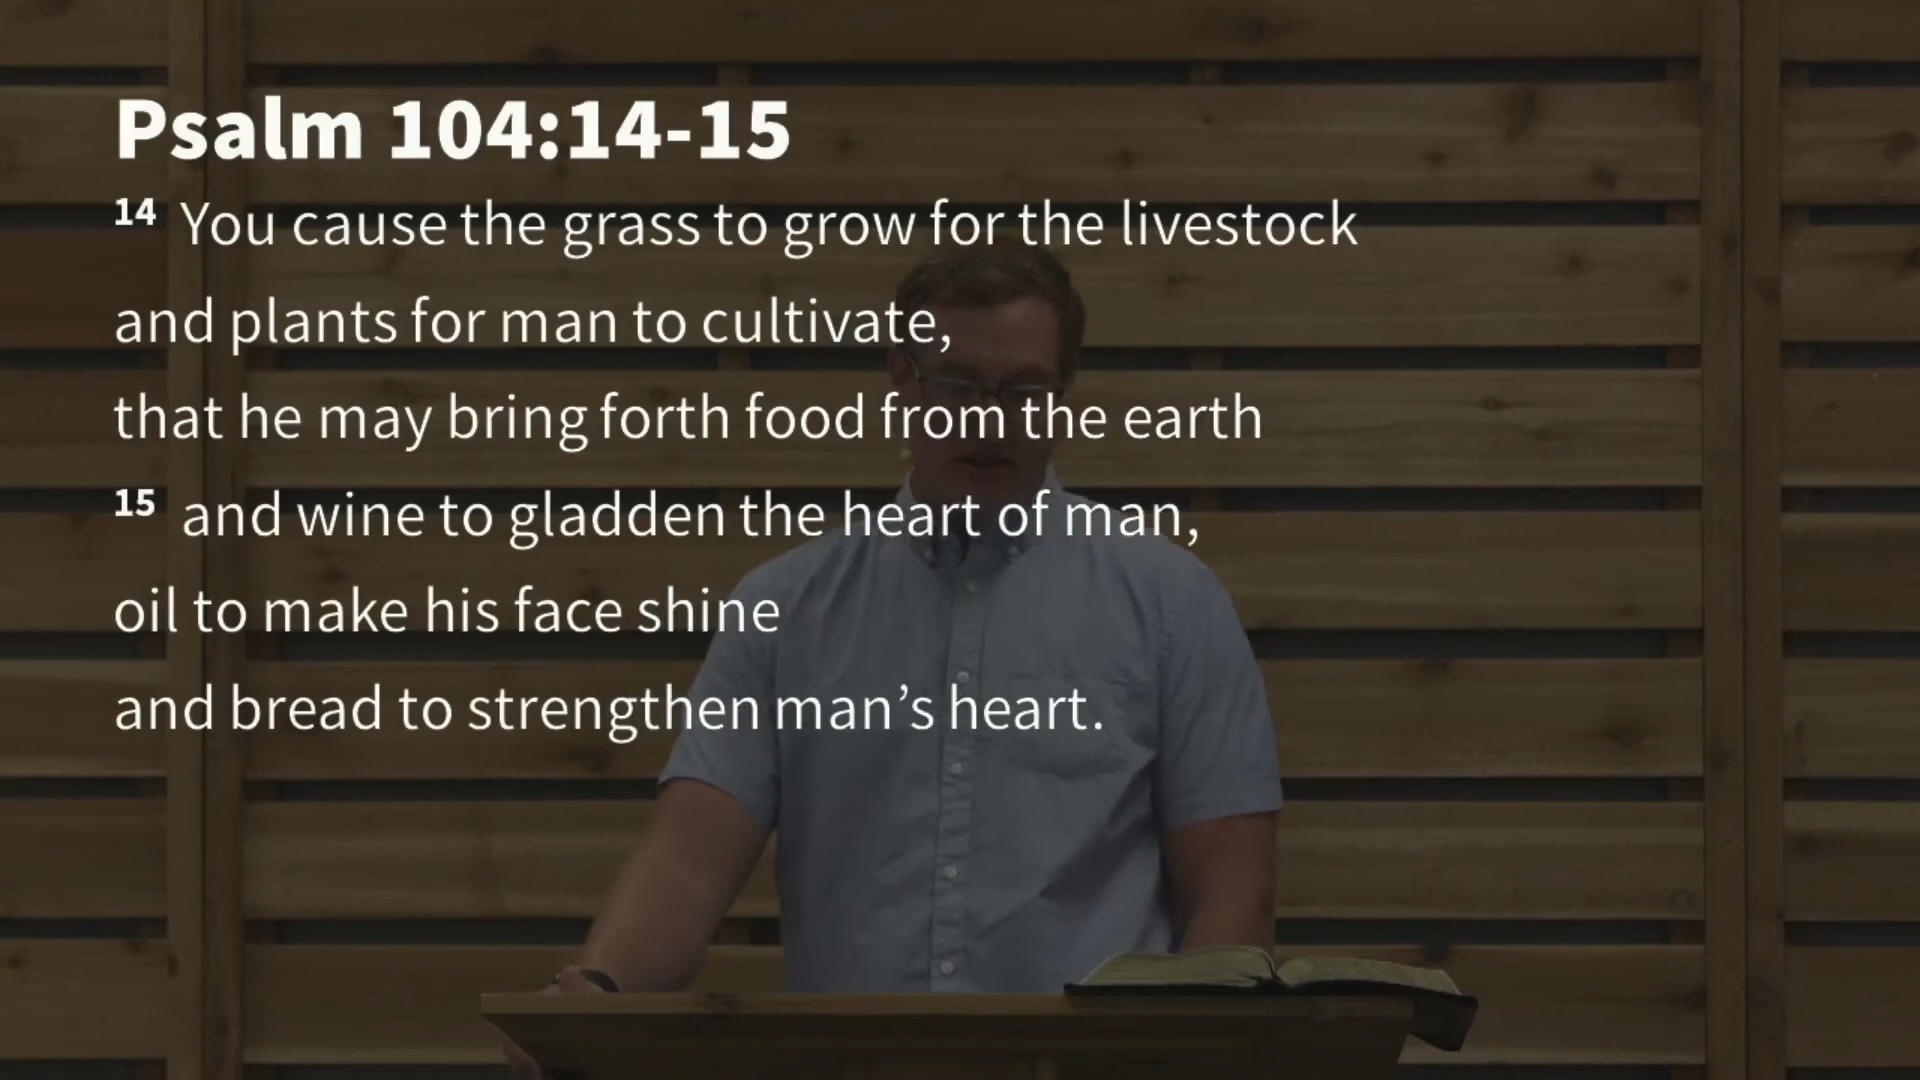 Psalm 104:14-15
14 You cause the grass to grow for the livestock
and plants for man to cultivate,
that he may bring forth food from the earth
15 and wine to gladden the heart of man,
oil to make his face shine
and bread to strengthen man’s heart.